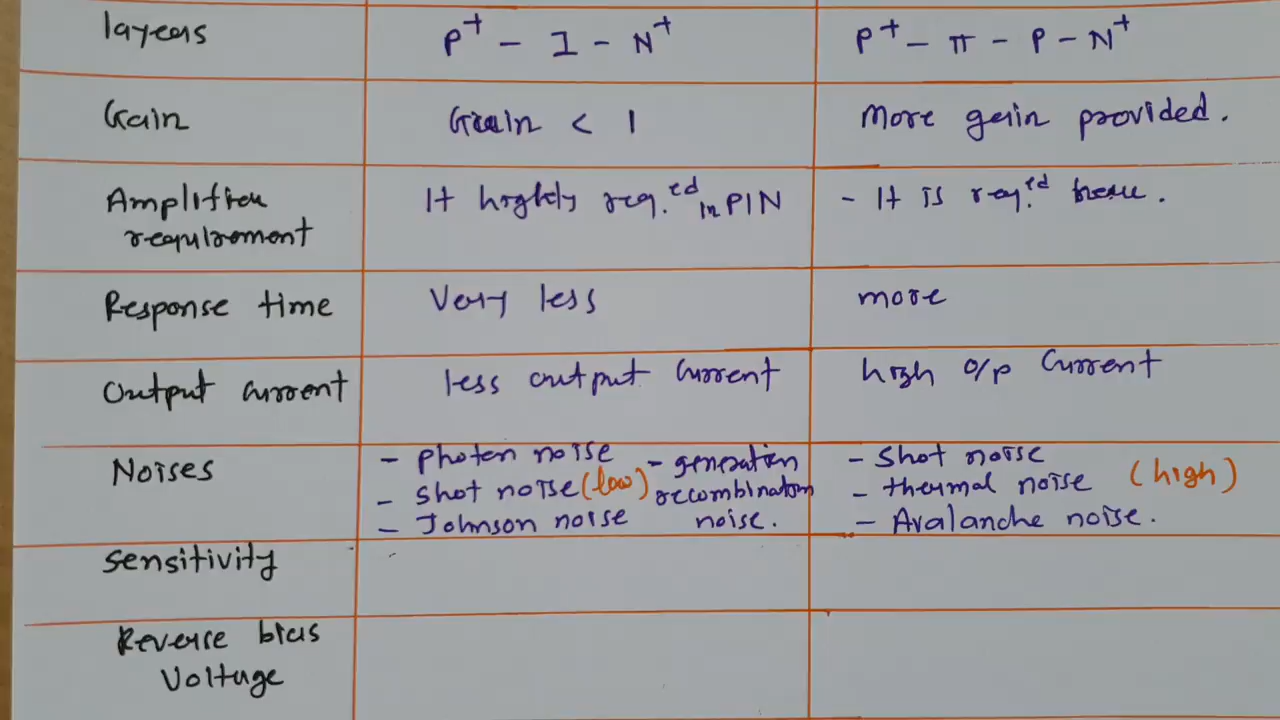 layers P⁺ - I - N⁺ P⁺ - π - P - N⁺
Gain Gain < 1 More gain provided.
Amplifier It highly req.ed in PIN - It is req.ed here.
requirement
Response time Very less more
Output current less output current high o/p current
Noises - photon noise - generation - shot noise
- shot noise (low) recombination - thermal noise (high)
- Johnson noise noise. - Avalanche noise.
Sensitivity
Reverse bias
Voltage